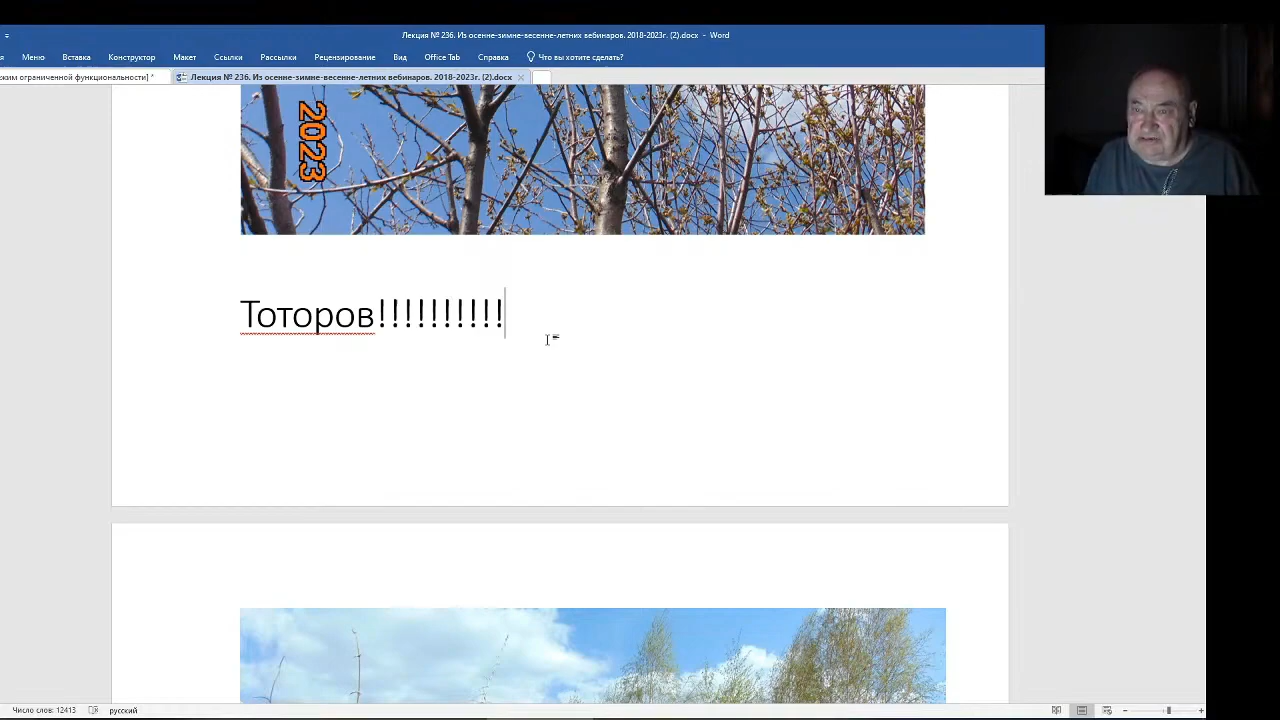 Лекция № 236. Из осенне-зимне-весенне-летних вебинаров. 2018-2023г. (2).docx - Word
Меню Вставка Конструктор Макет Ссылки Рассылки Рецензирование Вид Office Tab Справка Что вы хотите сделать?
ограниченной функциональности] * Лекция № 236. Из осенне-зимне-весенне-летних вебинаров. 2018-2023г. (2).docx
2023
Тоторов!!!!!!!!!!
Число слов: 12413 русский